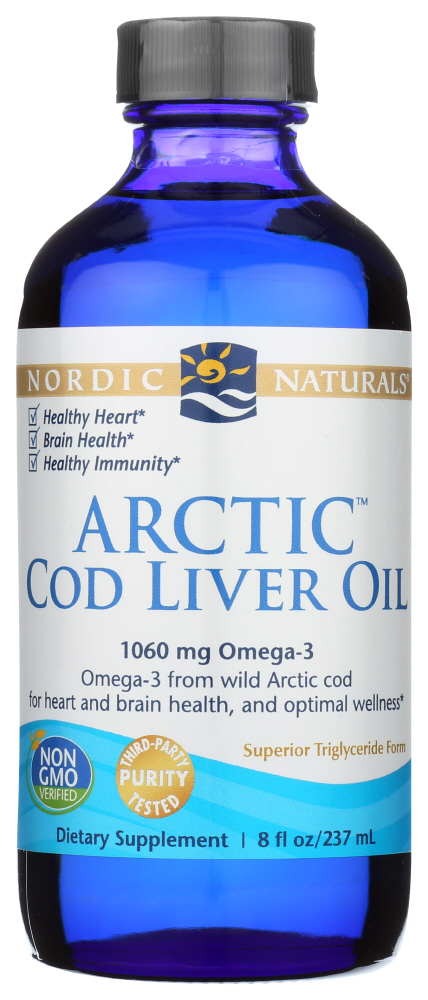 NORDIC NATURALS®
Healthy Heart*
Brain Health*
Healthy Immunity*
ARCTIC™
COD LIVER OIL
1060 mg Omega-3
Omega-3 from wild Arctic cod
for heart and brain health, and optimal wellness*
Superior Triglyceride Form
NON
GMO
VERIFIED
THIRD-PARTY
PURITY
TESTED
Dietary Supplement | 8 fl oz/237 mL